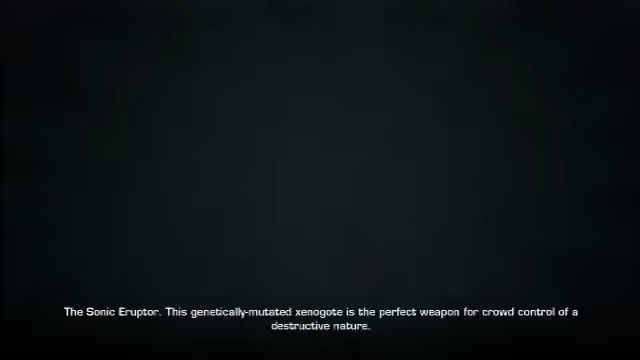 The Sonic Eruptor. This genetically-mutated xenogote is the perfect weapon for crowd control of a
destructive nature.